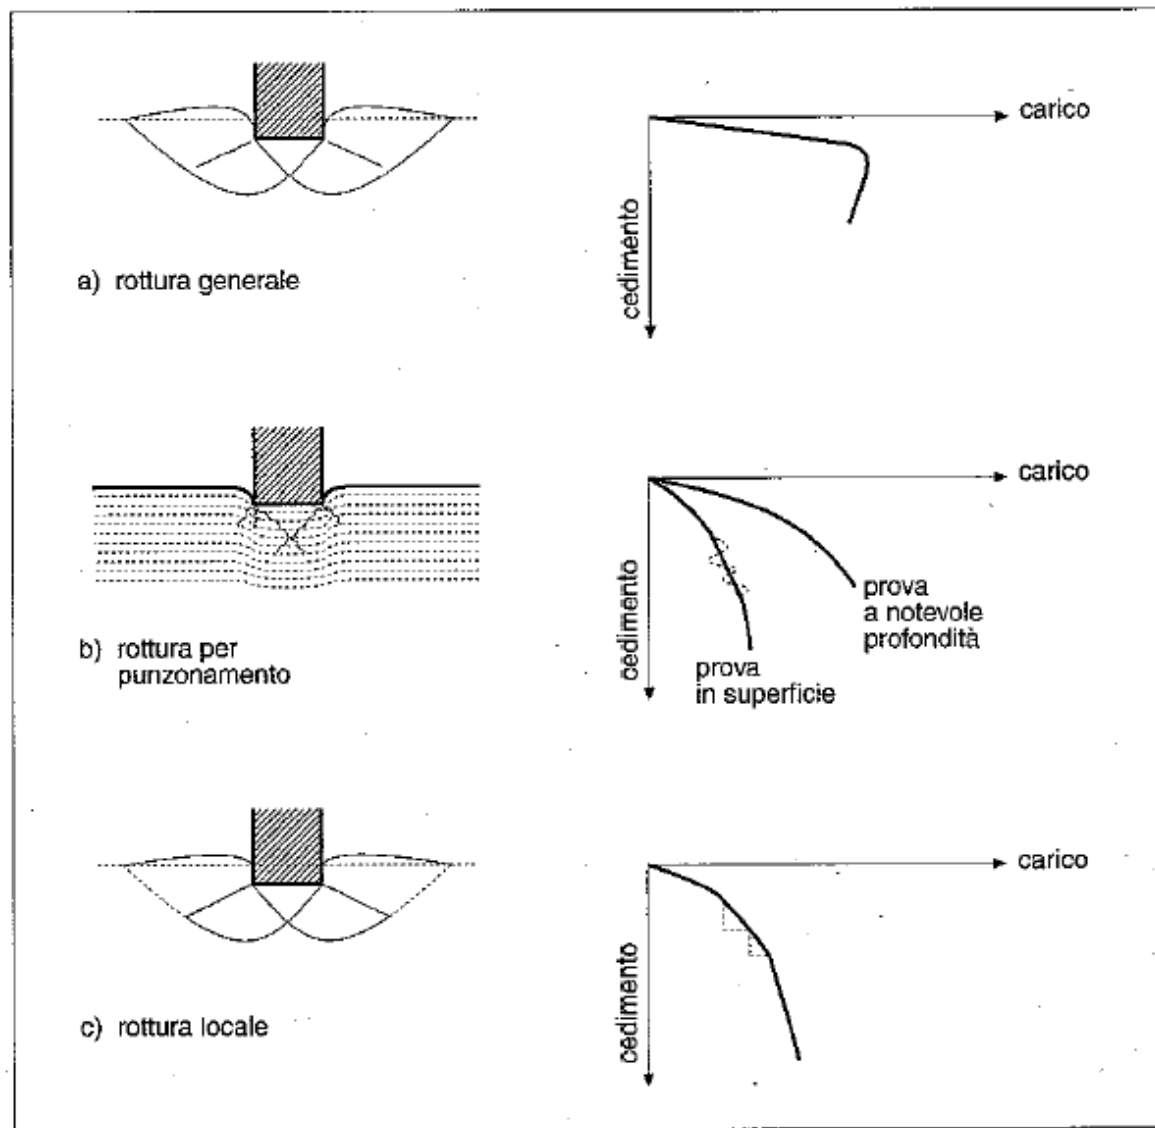 carico
cedimento
a) rottura generale
carico
cedimento
prova
a notevole
profondità
prova
in superficie
b) rottura per
punzonamento
carico
cedimento
c) rottura locale